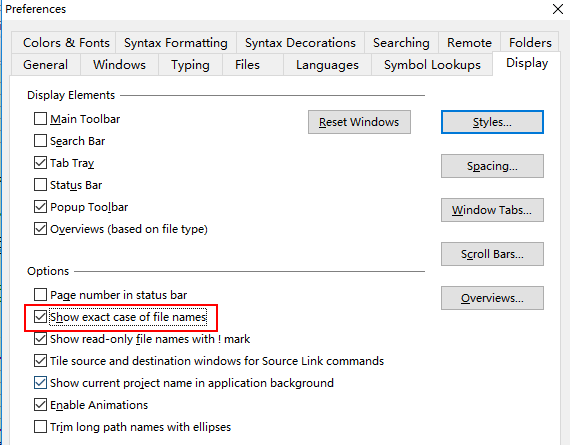 Preferences
Colors & Fonts Syntax Formatting Syntax Decorations Searching Remote Folders
General Windows Typing Files Languages Symbol Lookups Display
Display Elements
Main Toolbar
Reset Windows
Styles...
Search Bar
Tab Tray
Spacing...
Status Bar
Popup Toolbar
Window Tabs...
Overviews (based on file type)
Scroll Bars...
Options
Page number in status bar
Overviews...
Show exact case of file names
Show read-only file names with ! mark
Tile source and destination windows for Source Link commands
Show current project name in application background
Enable Animations
Trim long path names with ellipses